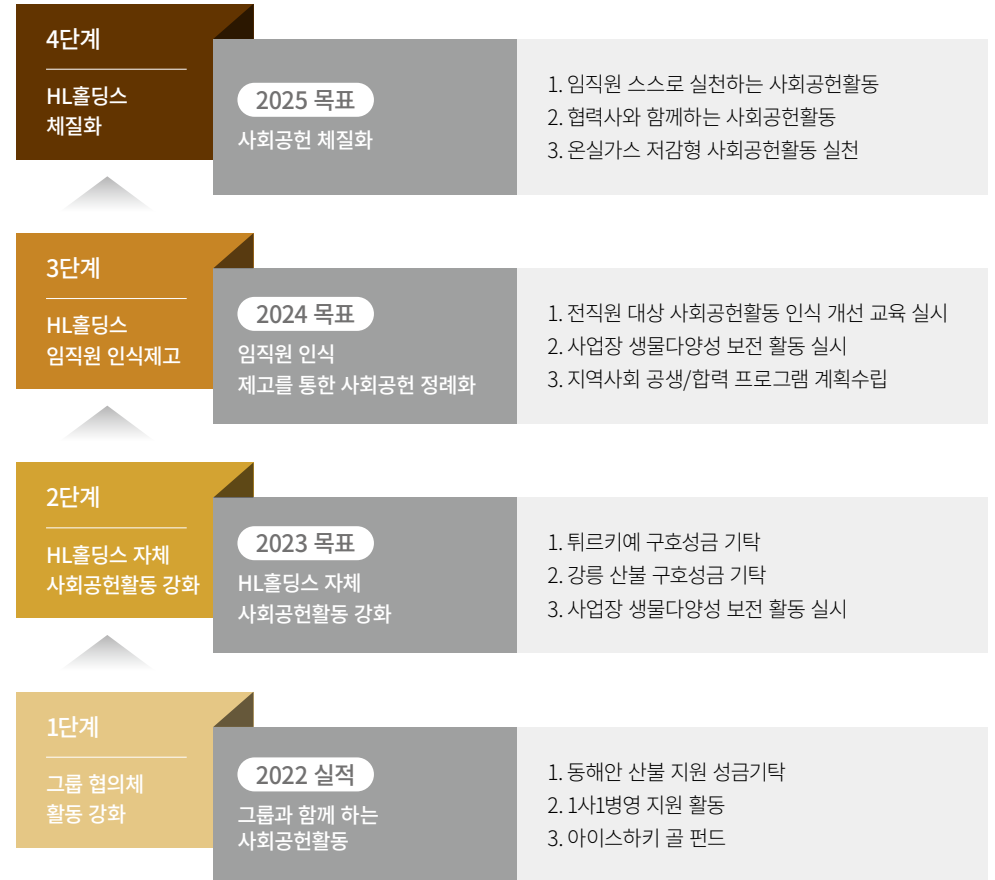 4단계
HL홀딩스
체질화
2025 목표
사회공헌 체질화
1. 임직원 스스로 실천하는 사회공헌활동
2. 협력사와 함께하는 사회공헌활동
3. 온실가스 저감형 사회공헌활동 실천
3단계
HL홀딩스
임직원 인식제고
2024 목표
임직원 인식
제고를 통한 사회공헌 정례화
1. 전직원 대상 사회공헌활동 인식 개선 교육 실시
2. 사업장 생물다양성 보전 활동 실시
3. 지역사회 공생/합력 프로그램 계획수립
2단계
HL홀딩스 자체
사회공헌활동 강화
2023 목표
HL홀딩스 자체
사회공헌활동 강화
1. 튀르키예 구호성금 기탁
2. 강릉 산불 구호성금 기탁
3. 사업장 생물다양성 보전 활동 실시
1단계
그룹 협의체
활동 강화
2022 실적
그룹과 함께 하는
사회공헌활동
1. 동해안 산불 지원 성금기탁
2. 1사1병영 지원 활동
3. 아이스하키 골 펀드